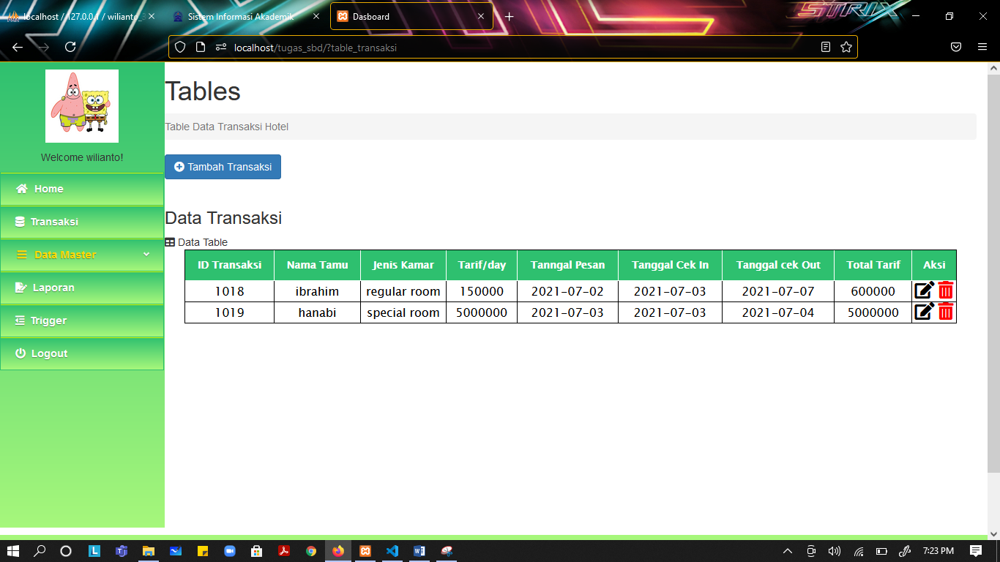 localhost / 127.0.0.1 / wilianto_
Sistem Informasi Akademik
Dasboard
STRIX
localhost/tugas_sbd/?table_transaksi
Welcome wilianto!
Home
Transaksi
Data Master
Laporan
Trigger
Logout
Tables
Table Data Transaksi Hotel
Tambah Transaksi
Data Transaksi
Data Table
ID Transaksi Nama Tamu Jenis Kamar Tarif/day Tanngal Pesan Tanggal Cek In Tanggal cek Out Total Tarif Aksi
1018 ibrahim regular room 150000 2021-07-02 2021-07-03 2021-07-07 600000
1019 hanabi special room 5000000 2021-07-03 2021-07-03 2021-07-04 5000000
7:23 PM